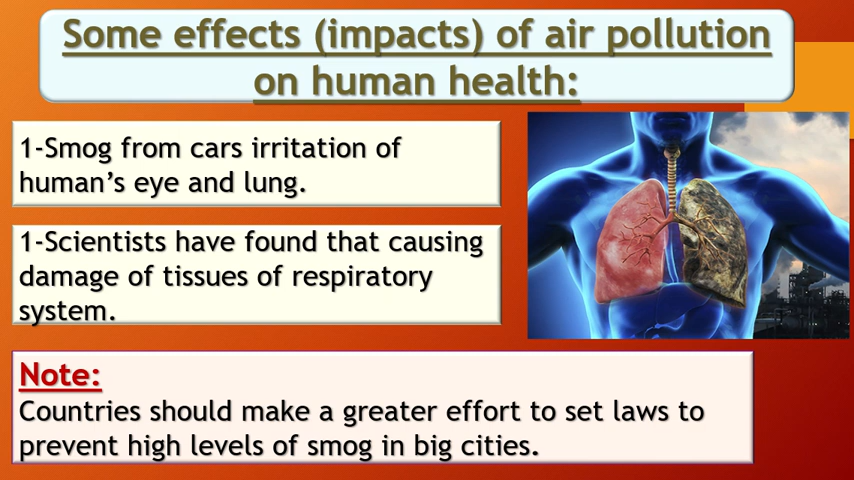 Some effects (impacts) of air pollution
on human health:
1-Smog from cars irritation of
human’s eye and lung.
1-Scientists have found that causing
damage of tissues of respiratory
system.
Note:
Countries should make a greater effort to set laws to
prevent high levels of smog in big cities.